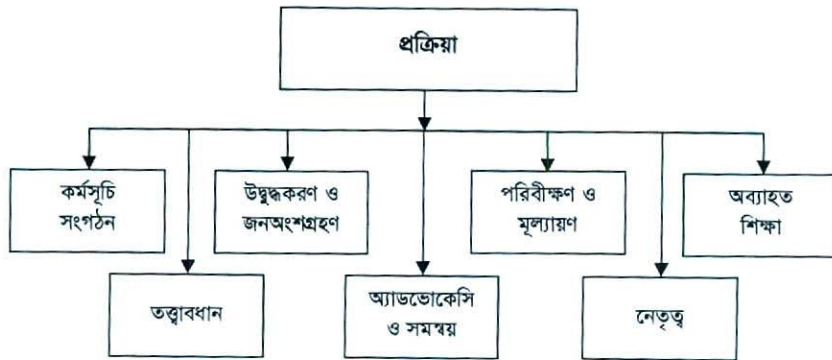 প্রক্রিয়া
কর্মসূচি
সংগঠন
উদ্বুদ্ধকরণ ও
জনঅংশগ্রহণ
পরিবীক্ষণ ও
মূল্যায়ণ
অব্যাহত
শিক্ষা
তত্ত্বাবধান
অ্যাডভোকেসি
ও সমন্বয়
নেতৃত্ব